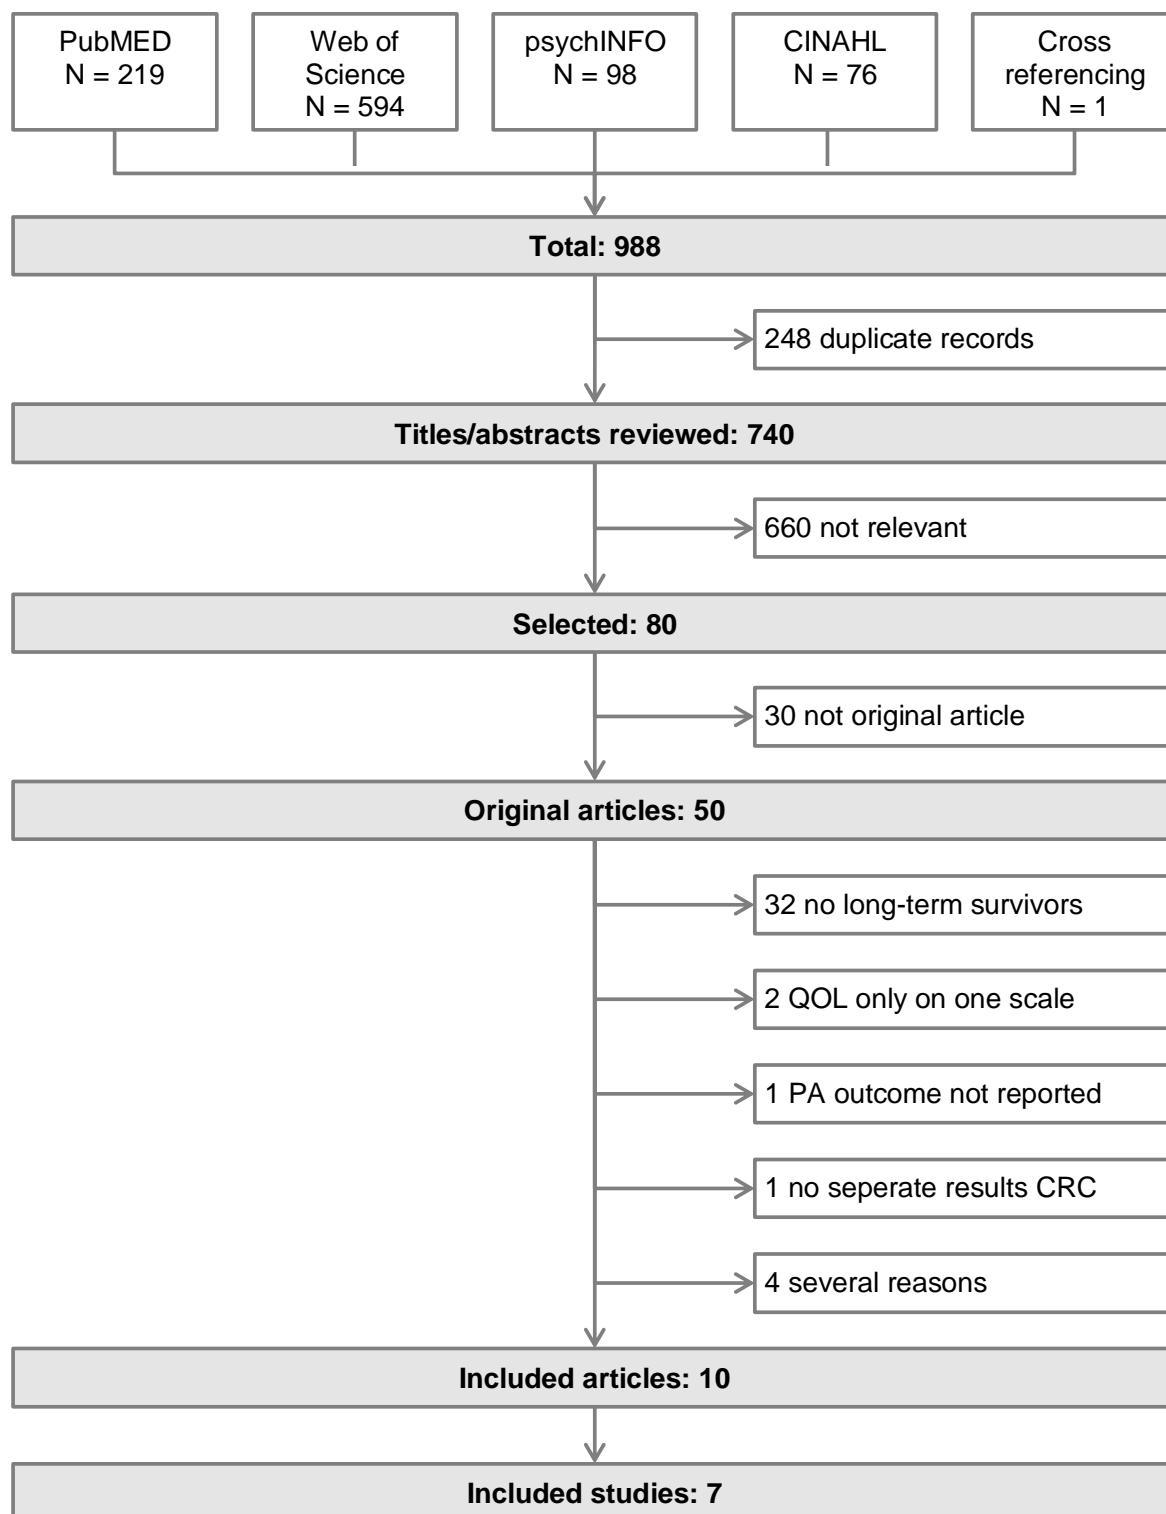 PubMED
N = 219
Web of
Science
N = 594
psychINFO
N = 98
CINAHL
N = 76
Cross
referencing
N = 1
Total: 988
248 duplicate records
Titles/abstracts reviewed: 740
660 not relevant
Selected: 80
30 not original article
Original articles: 50
32 no long-term survivors
2 QOL only on one scale
1 PA outcome not reported
1 no seperate results CRC
4 several reasons
Included articles: 10
Included studies: 7